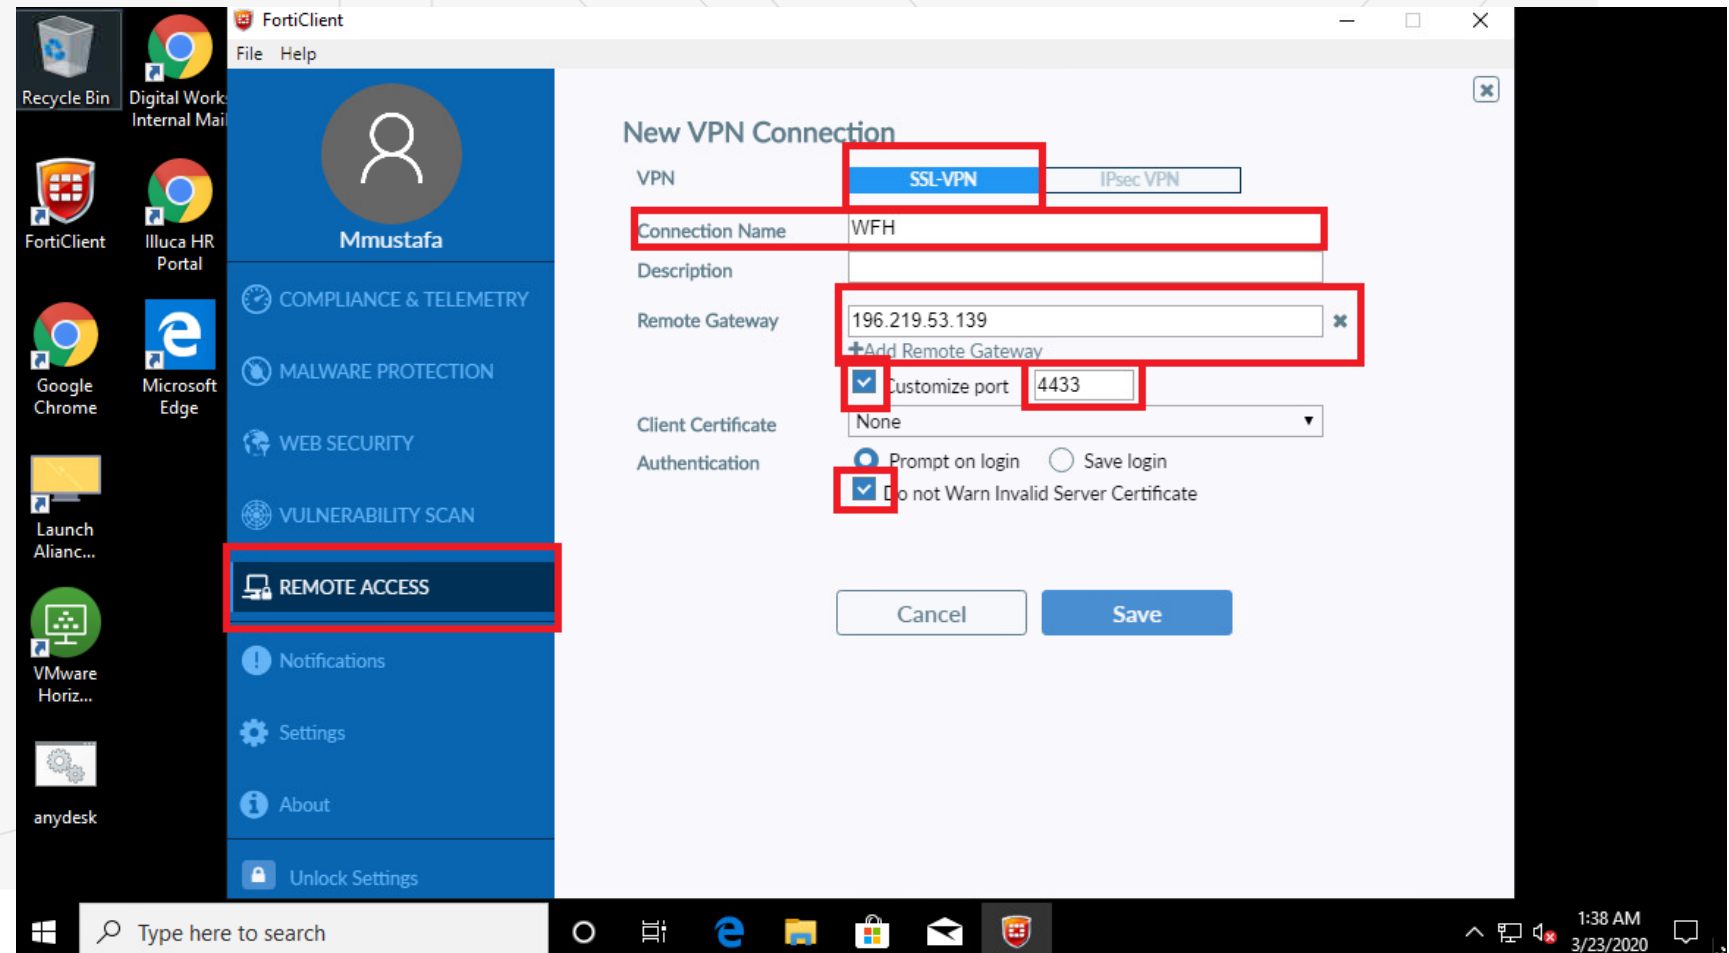 Recycle Bin
Digital Work
Internal Mail
FortiClient
Illuca HR
Portal
Google
Chrome
Microsoft
Edge
Launch
Alianc...
VMware
Horiz...
anydesk
FortiClient
File Help
Mmustafa
COMPLIANCE & TELEMETRY
MALWARE PROTECTION
WEB SECURITY
VULNERABILITY SCAN
REMOTE ACCESS
Notifications
Settings
About
Unlock Settings
New VPN Connection
VPN SSL-VPN IPsec VPN
Connection Name WFH
Description
Remote Gateway 196.219.53.139
+Add Remote Gateway
Customize port 4433
Client Certificate None
Authentication Prompt on login Save login
Do not Warn Invalid Server Certificate
Cancel Save
Type here to search
1:38 AM
3/23/2020